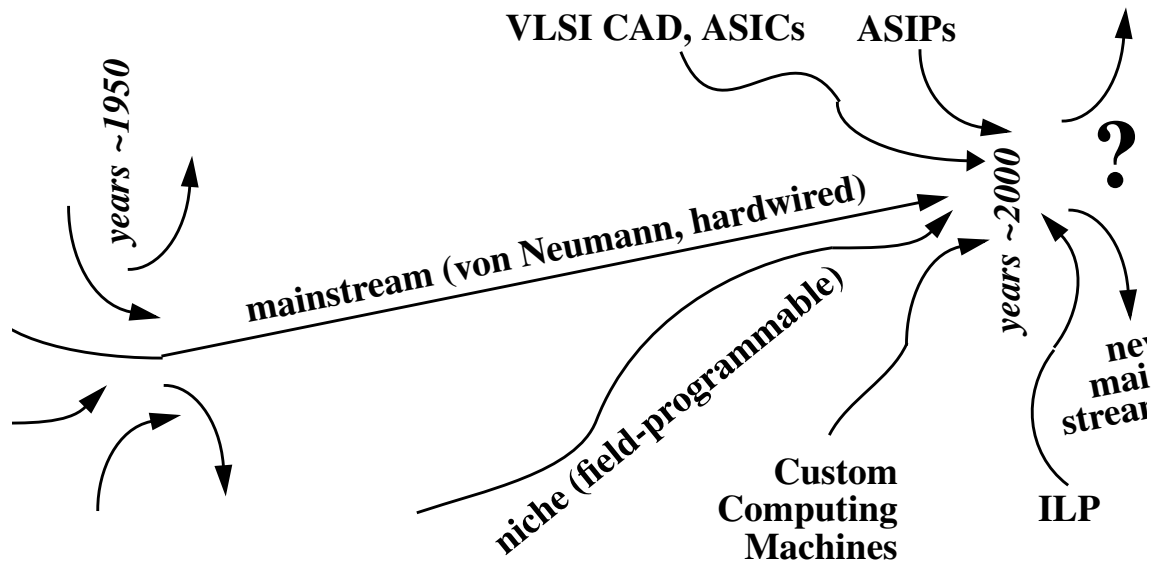 VLSI CAD, ASICs
ASIPs
years ~1950
?
years ~2000
mainstream (von Neumann, hardwired)
niche (field-programmable)
Custom
Computing
Machines
ILP